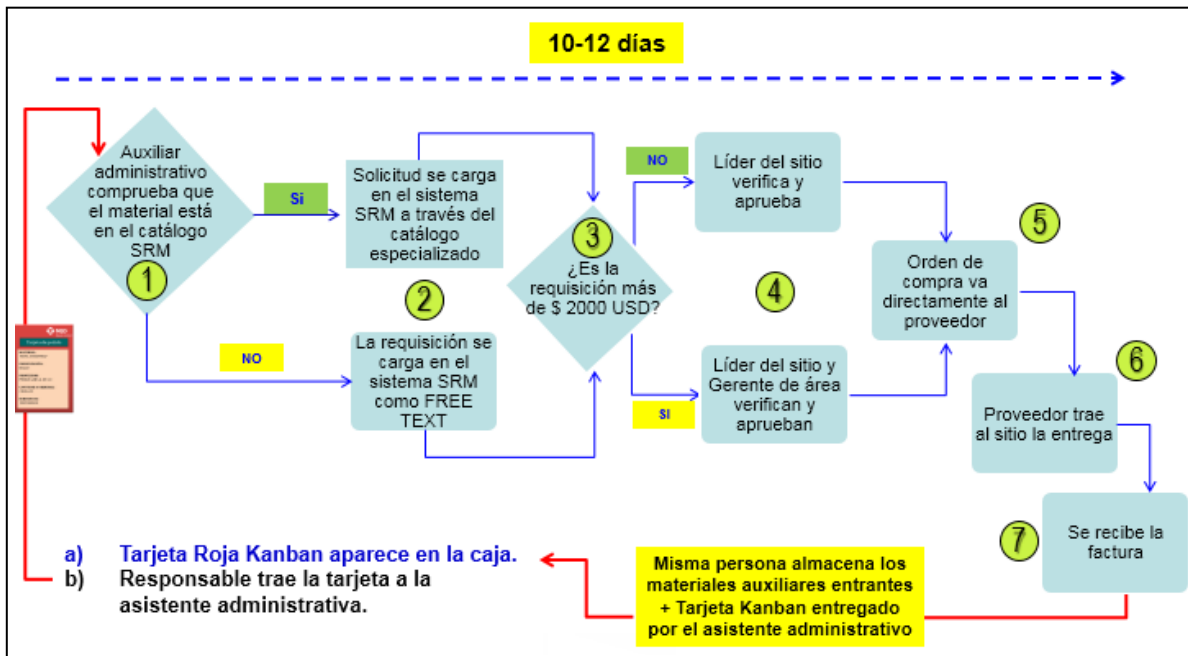 10-12 días
Auxiliar
administrativo
comprueba que
el material está
en el catálogo
SRM
1
Si
NO
Solicitud se carga
en el sistema
SRM a través del
catálogo
especializado
2
La requisición se
carga en el
sistema SRM
como FREE
TEXT
3
¿Es la
requisición más
de $ 2000 USD?
NO
SI
Líder del sitio
verifica y
aprueba
4
Líder del sitio y
Gerente de área
verifican y
aprueban
5
Orden de
compra va
directamente al
proveedor
6
Proveedor trae
al sitio la entrega
7
Se recibe la
factura
Misma persona almacena los
materiales auxiliares entrantes
+ Tarjeta Kanban entregado
por el asistente administrativo
a) Tarjeta Roja Kanban aparece en la caja.
b) Responsable trae la tarjeta a la
asistente administrativa.